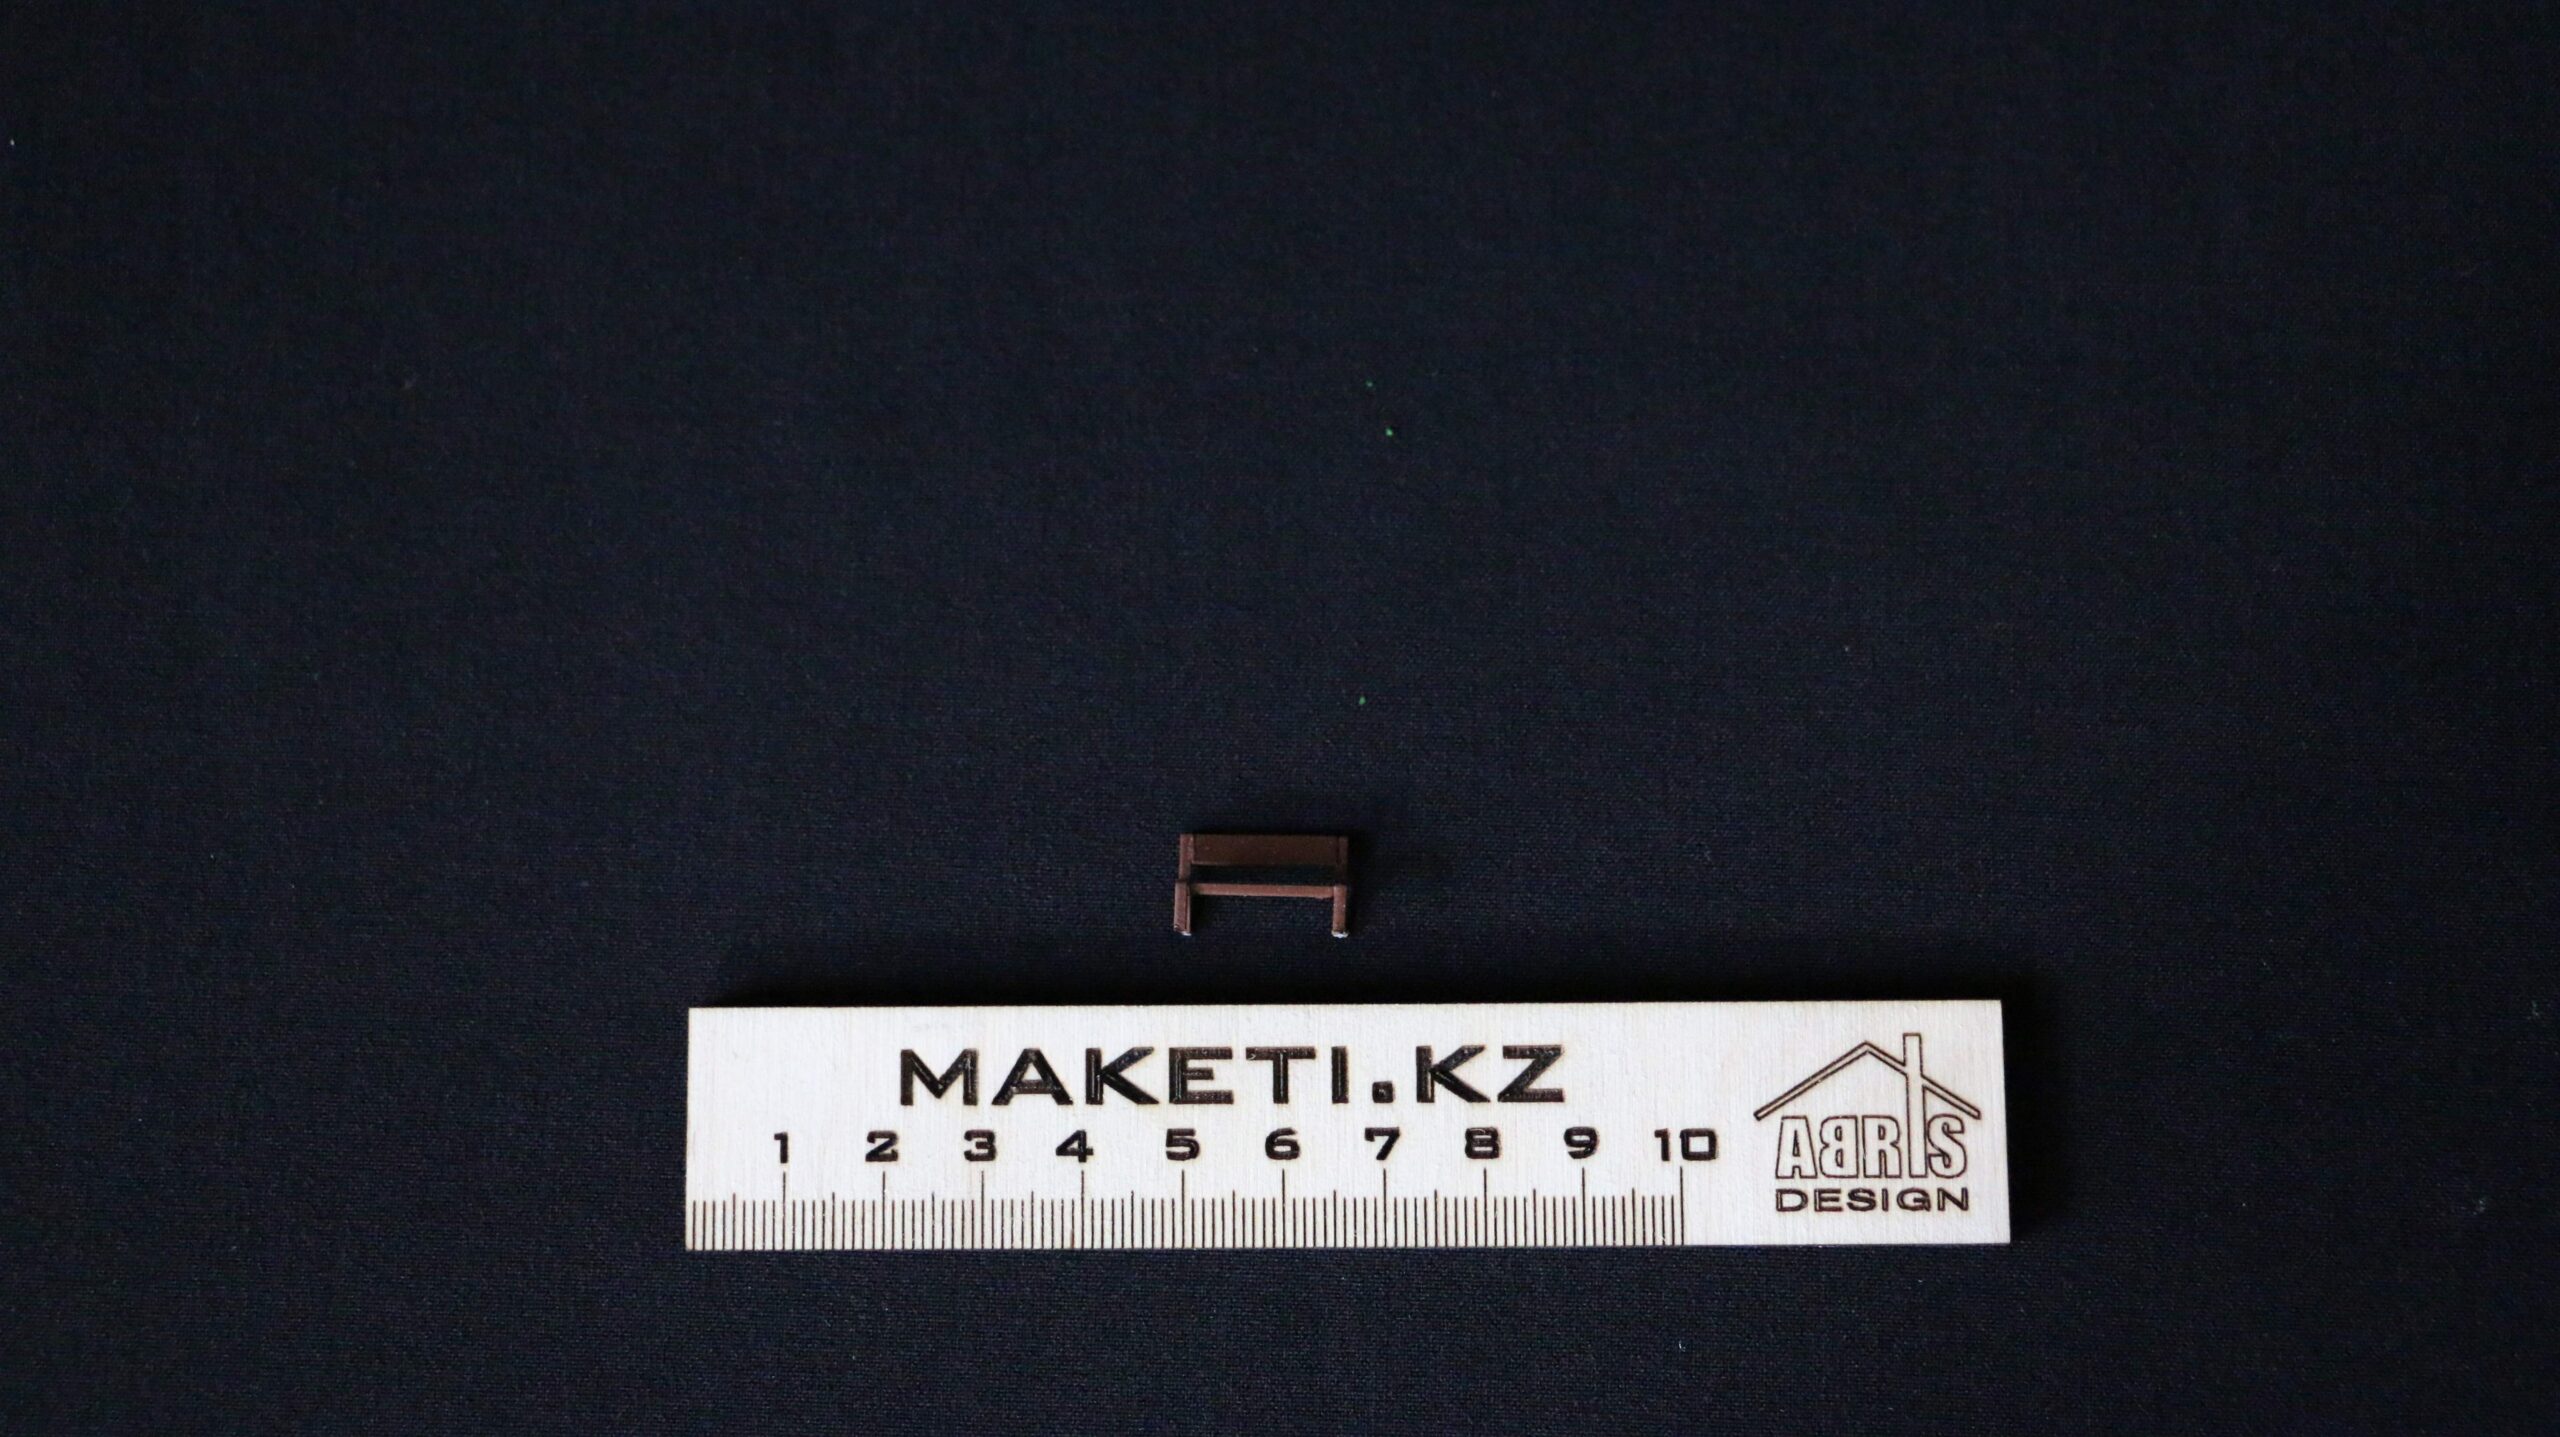 MAKETI.KZ
1 2 3 4 5 6 7 8 9 10
ABRIS
DESIGN